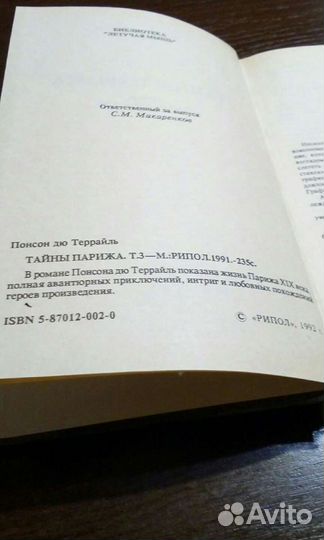 БИБЛИОТЕКА
"ЛЕТУЧАЯ МЫШЬ"
Ответственный за выпуск
С.М. Макаренков
Понсон дю Террайль
ТАЙНЫ ПАРИЖА. Т.3—М.:РИПОЛ.1991.-235с.
В романе Понсона дю Террайль показана жизнь Парижа XIX века,
полная авантюрных приключений, интриг и любовных похождений
героев произведения.
ISBN 5-87012-002-0
© «РИПОЛ», 1992
Avito